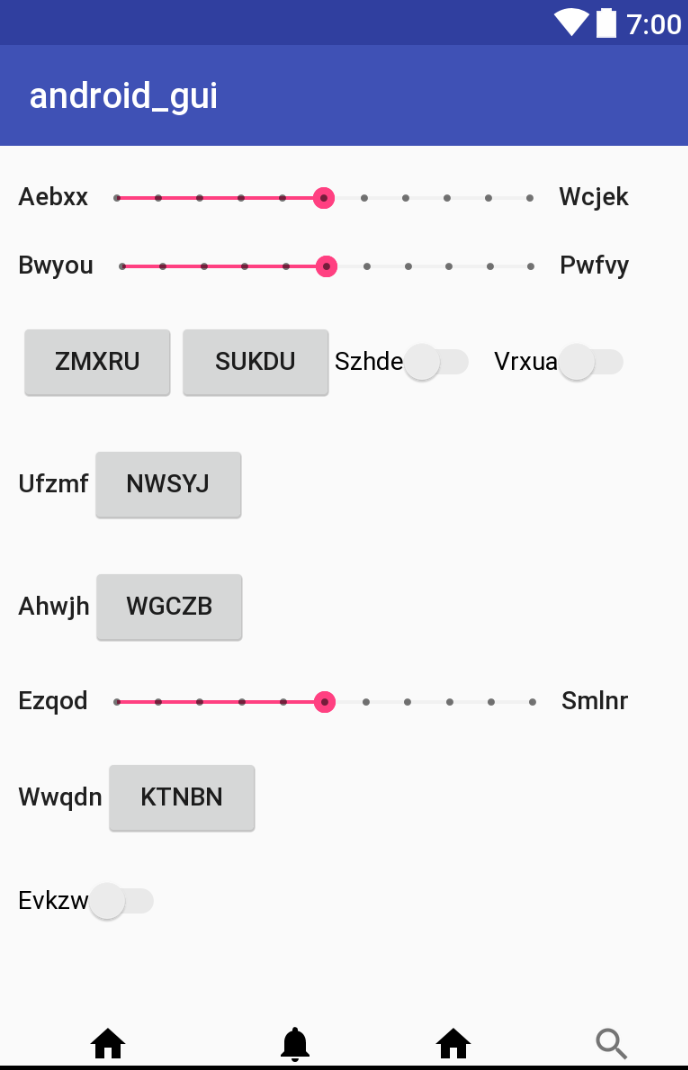 7:00
android_gui
Aebxx Wcjek
Bwyou Pwfvy
ZMXRU SUKDU Szhde Vrxua
Ufzmf NWSYJ
Ahwjh WGCZB
Ezqod Smlnr
Wwqdn KTNBN
Evkzw